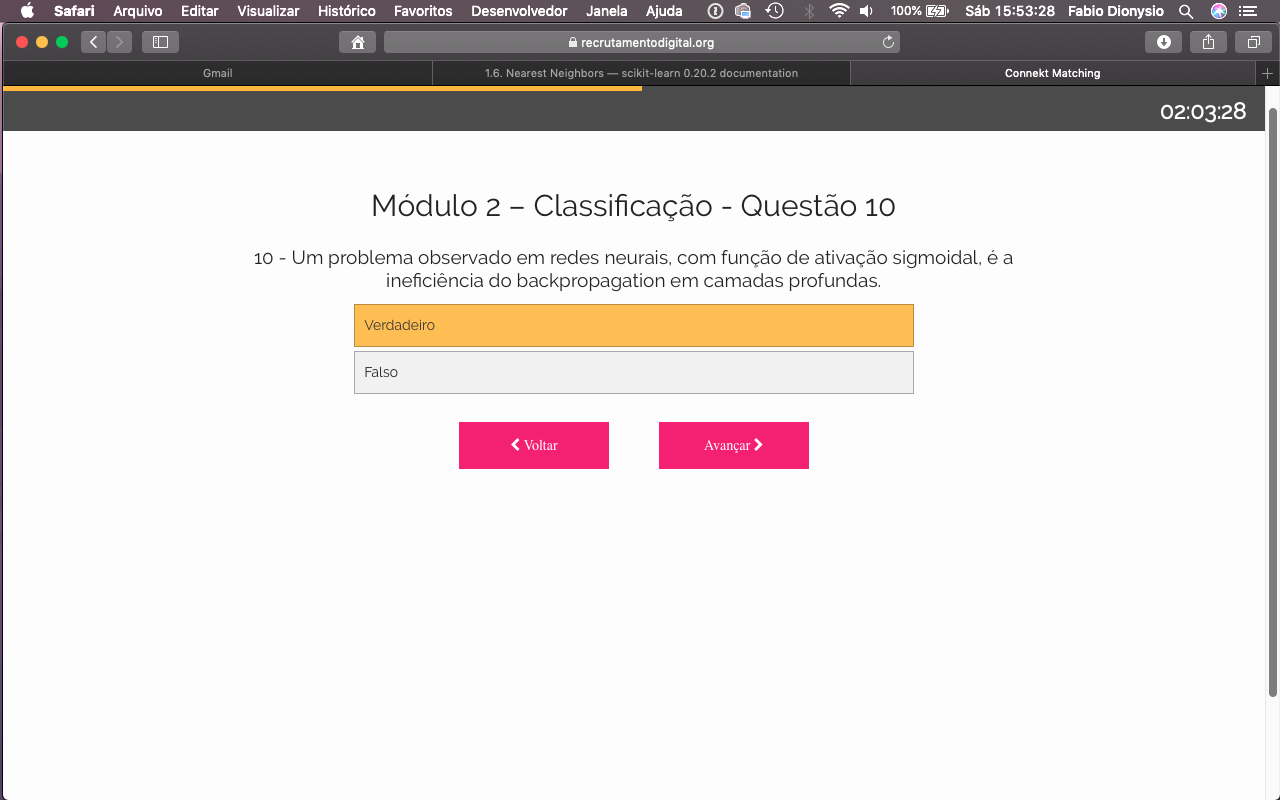 Safari Arquivo Editar Visualizar Histórico Favoritos Desenvolvedor Janela Ajuda 100% Sáb 15:53:28 Fabio Dionysio
recrutamentodigital.org
Gmail 1.6. Nearest Neighbors — scikit-learn 0.20.2 documentation Connekt Matching
02:03:28
Módulo 2 – Classificação - Questão 10
10 - Um problema observado em redes neurais, com função de ativação sigmoidal, é a
ineficiência do backpropagation em camadas profundas.
Verdadeiro
Falso
Voltar Avançar